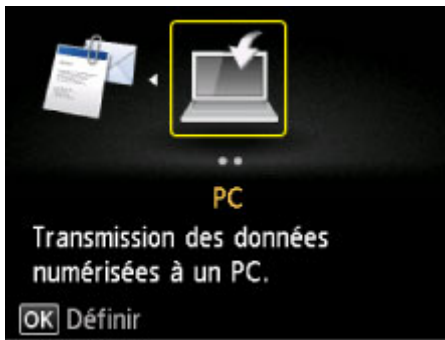 PC
Transmission des données
numérisées à un PC.
OK Définir